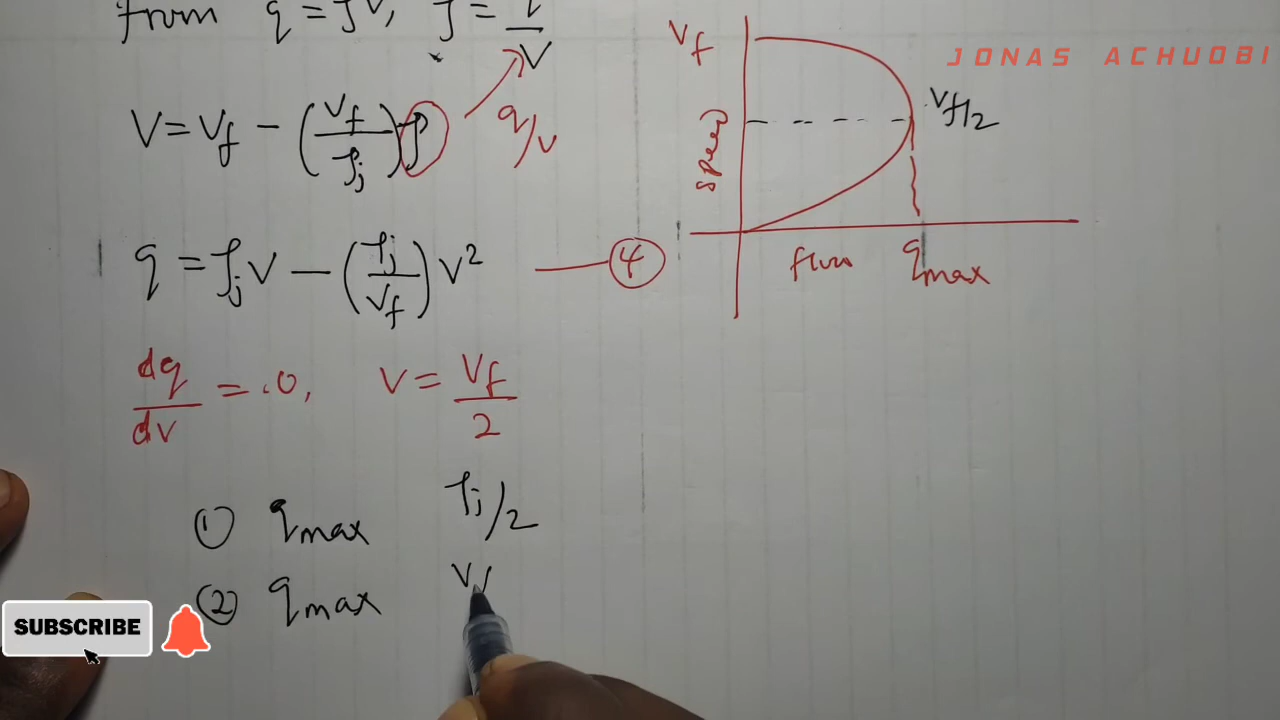 from q = ρV, ρ = q/V
V = Vf − (Vf/ρj)ρ
q/v
q = ρjV − (ρj/Vf)V² — ④
dq/dv = 0, V = Vf/2
① qmax ρj/2
② qmax Vf
Vf
JONAS ACHUOBI
Vf/2
speed
flow qmax
SUBSCRIBE